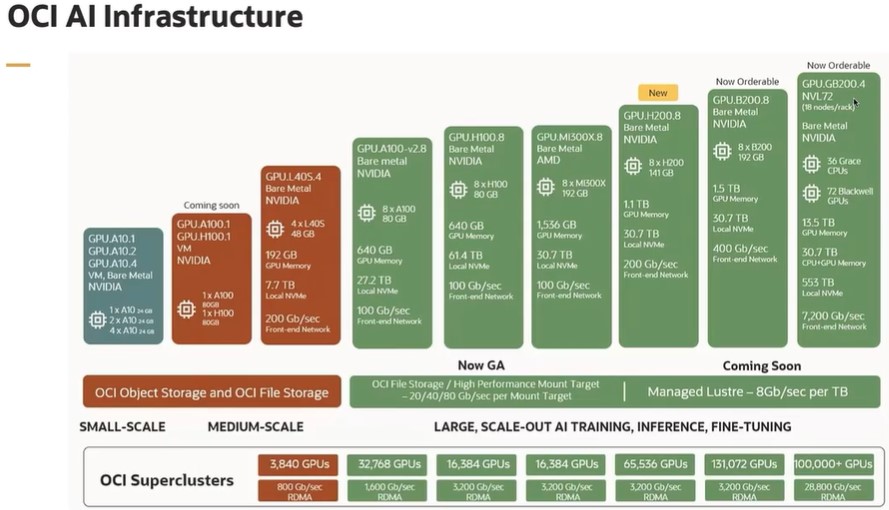 OCI AI Infrastructure
GPU.A10.1
GPU.A10.2
GPU.A10.4
VM, Bare Metal
NVIDIA
1 x A10 24 GB
2 x A10 24 GB
4 x A10 24 GB
Coming soon
GPU.A100.1
GPU.H100.1
VM
NVIDIA
1x A100
80GB
1x H100
80GB
GPU.L40S.4
Bare Metal
NVIDIA
4 x L40S
48 GB
192 GB
GPU Memory
7.7 TB
Local NVMe
200 Gb/sec
Front-end Network
GPU.A100-v2.8
Bare metal
NVIDIA
8 x A100
80 GB
640 GB
GPU Memory
27.2 TB
Local NVMe
100 Gb/sec
Front-end Network
GPU.H100.8
Bare Metal
NVIDIA
8 x H100
80 GB
640 GB
GPU Memory
61.4 TB
Local NVMe
100 Gb/sec
Front-end Network
GPU.MI300X.8
Bare Metal
AMD
8 x MI300X
192 GB
1,536 GB
GPU Memory
30.7 TB
Local NVMe
100 Gb/sec
Front-end Network
New
GPU.H200.8
Bare Metal
NVIDIA
8 x H200
141 GB
1.1 TB
GPU Memory
30.7 TB
Local NVMe
200 Gb/sec
Front-end Network
Now Orderable
GPU.B200.8
Bare Metal
NVIDIA
8 x B200
192 GB
1.5 TB
GPU Memory
30.7 TB
Local NVMe
400 Gb/sec
Front-end Network
Now Orderable
GPU.GB200.4
NVL72
(18 nodes/rack)
Bare Metal
NVIDIA
36 Grace
CPUs
72 Blackwell
GPUs
13.5 TB
GPU Memory
30.7 TB
CPU+GPU Memory
553 TB
Local NVMe
7,200 Gb/sec
Front-end Network
Now GA
Coming Soon
OCI Object Storage and OCI File Storage
OCI File Storage / High Performance Mount Target
– 20/40/80 Gb/sec per Mount Target
Managed Lustre – 8Gb/sec per TB
SMALL-SCALE
MEDIUM-SCALE
LARGE, SCALE-OUT AI TRAINING, INFERENCE, FINE-TUNING
OCI Superclusters
3,840 GPUs
32,768 GPUs
16,384 GPUs
16,384 GPUs
65,536 GPUs
131,072 GPUs
100,000+ GPUs
800 Gb/sec
RDMA
1,600 Gb/sec
RDMA
3,200 Gb/sec
RDMA
3,200 Gb/sec
RDMA
3,200 Gb/sec
RDMA
3,200 Gb/sec
RDMA
28,800 Gb/sec
RDMA